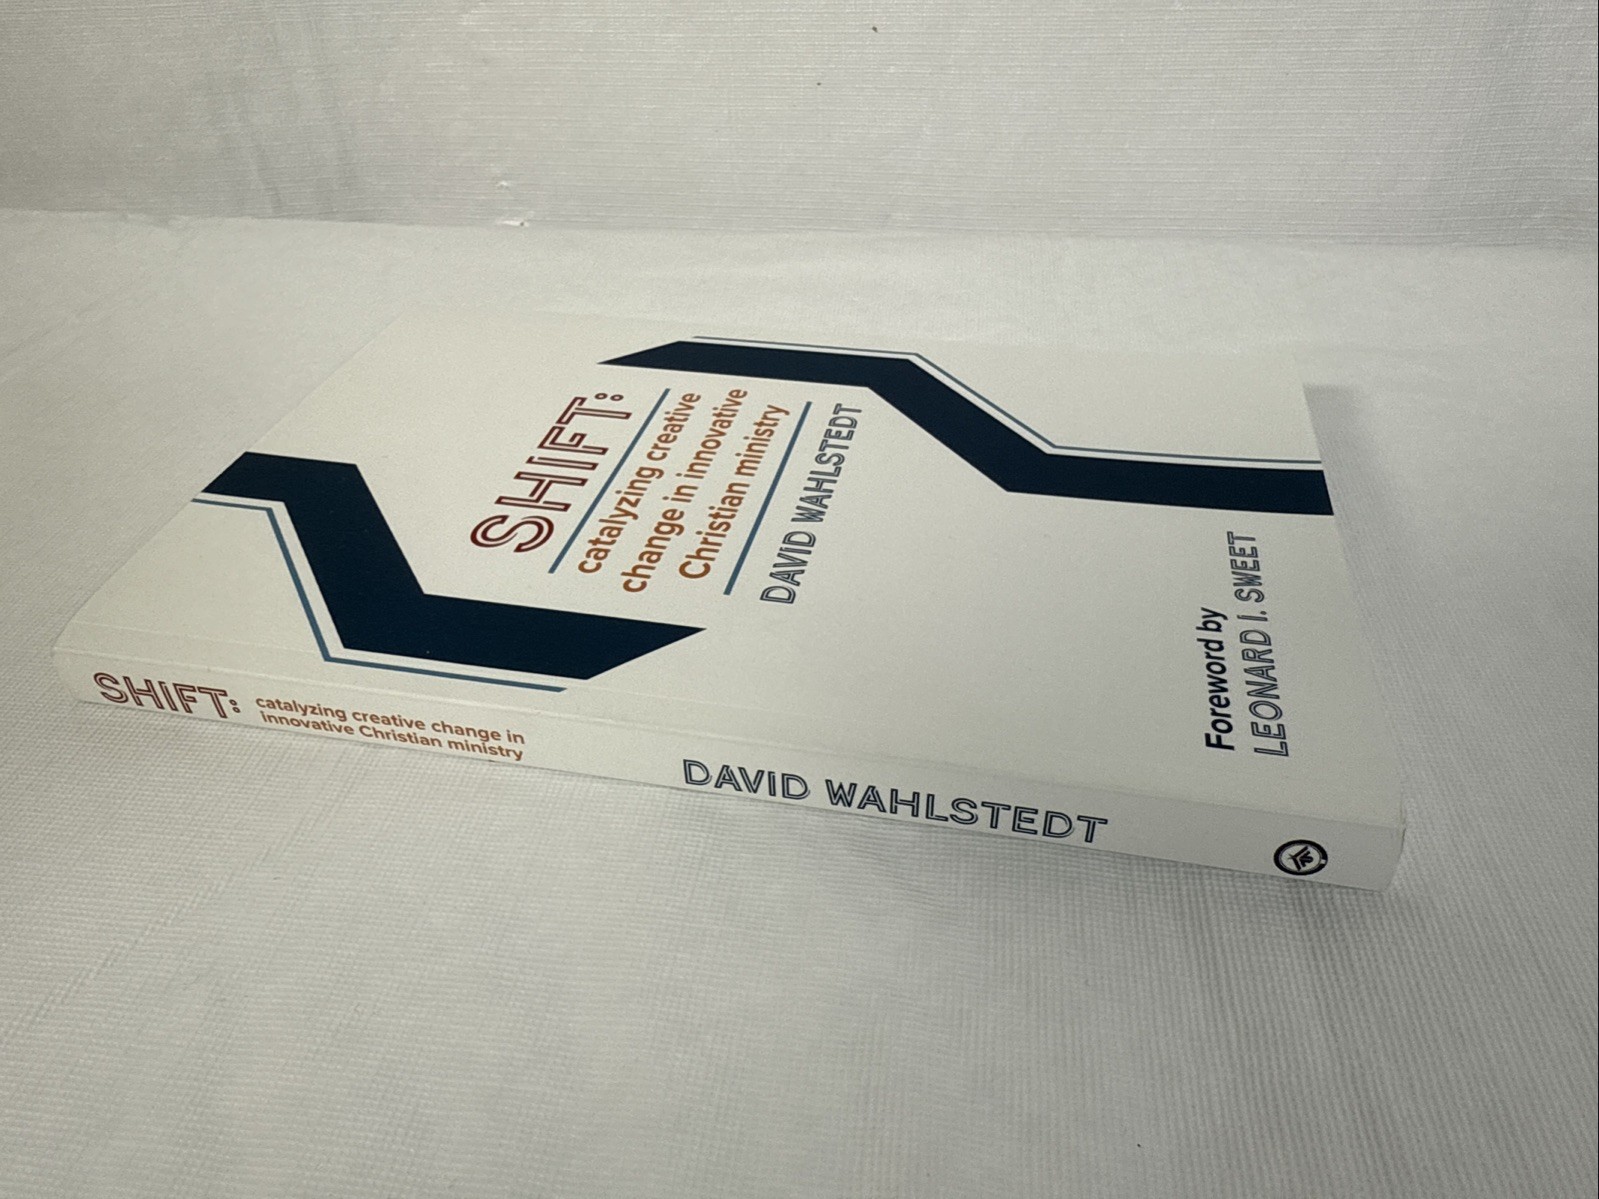 SHIFT:
catalyzing creative
change in innovative
Christian ministry
DAVID WAHLSTEDT
Foreword by
LEONARD I. SWEET
SHIFT:
catalyzing creative change in
innovative Christian ministry
DAVID WAHLSTEDT